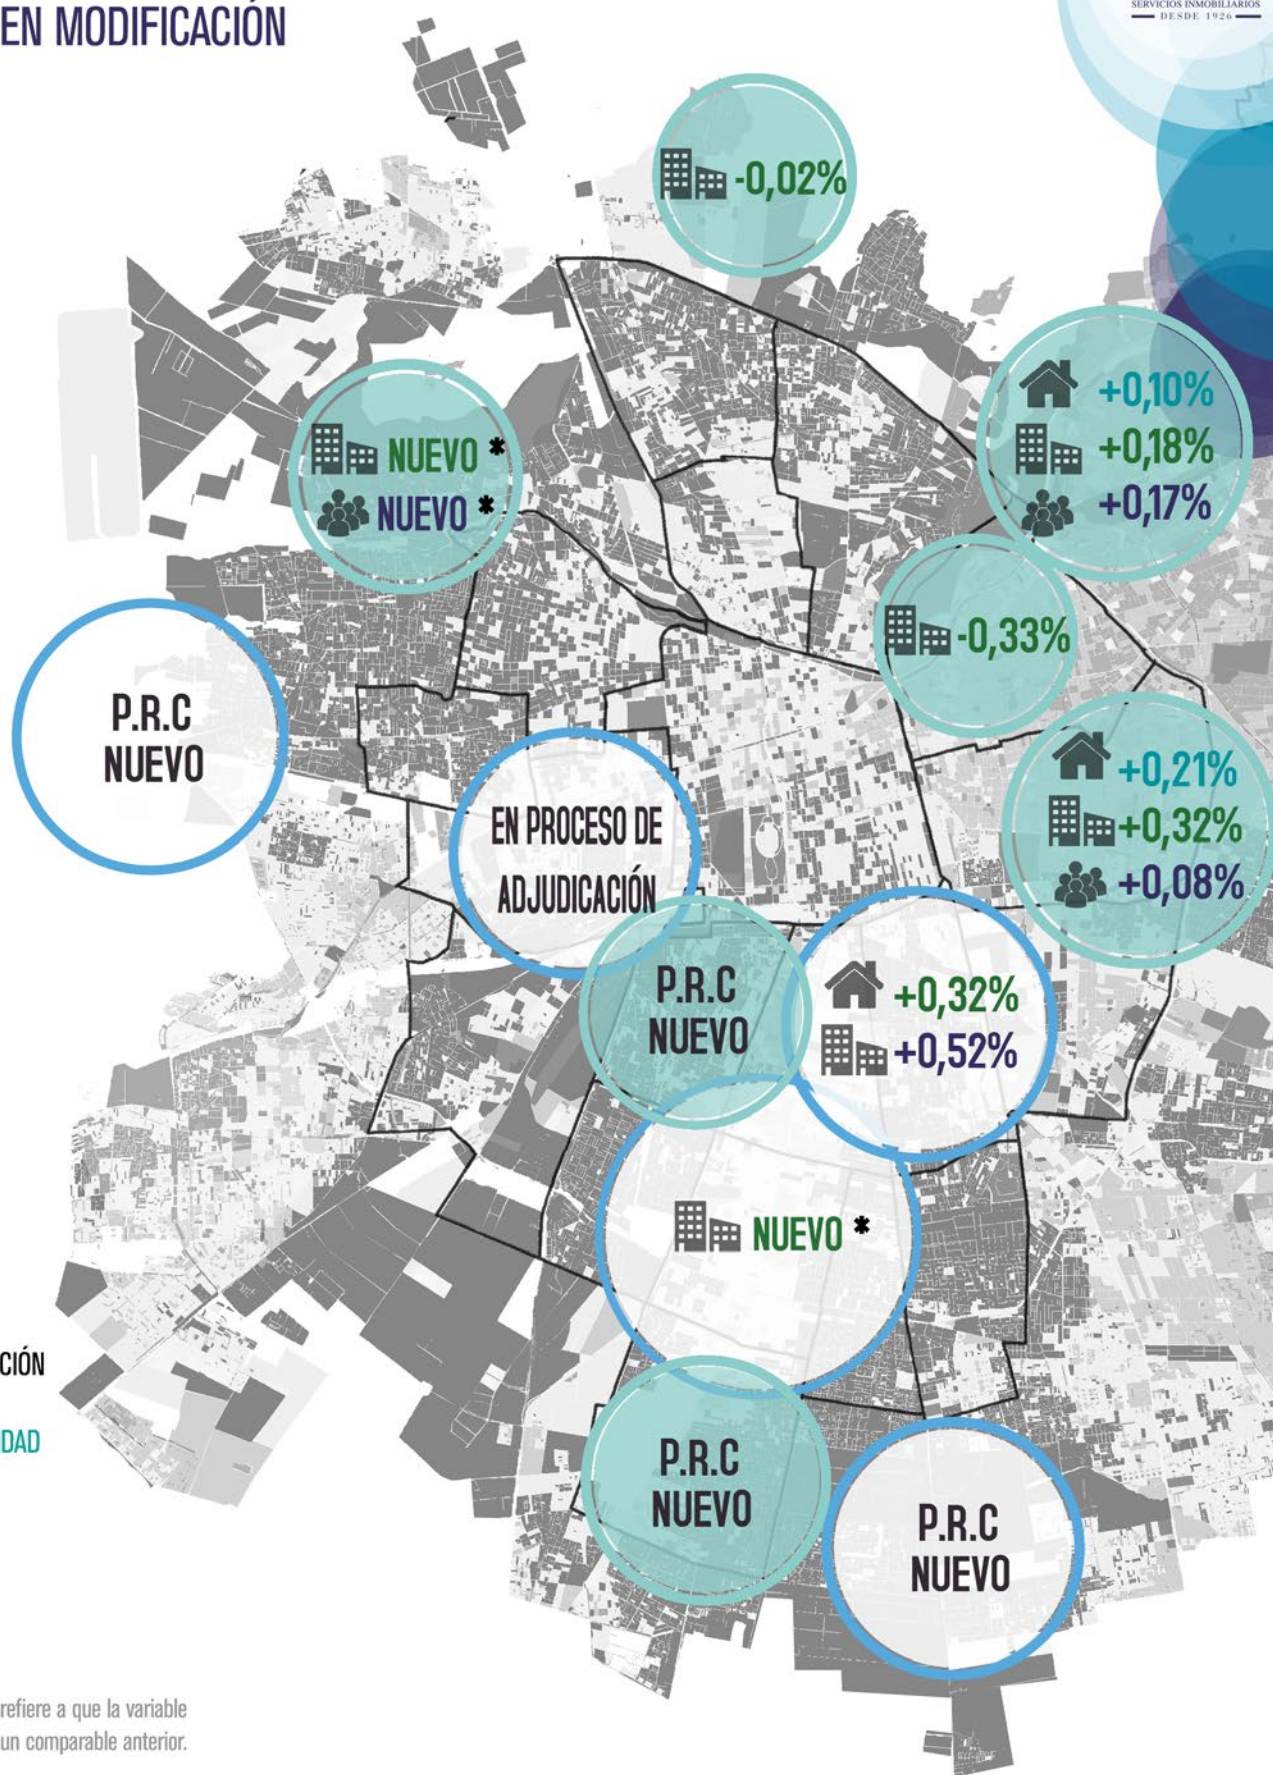 EN MODIFICACIÓN
SERVICIOS INMOBILIARIOS
DESDE 1926
-0,02%
+0,10%
+0,18%
+0,17%
NUEVO *
NUEVO *
-0,33%
P.R.C
NUEVO
+0,21%
+0,32%
+0,08%
EN PROCESO DE
ADJUDICACIÓN
P.R.C
NUEVO
+0,32%
+0,52%
NUEVO *
CIÓN
DAD
P.R.C
NUEVO
P.R.C
NUEVO
refiere a que la variable
un comparable anterior.